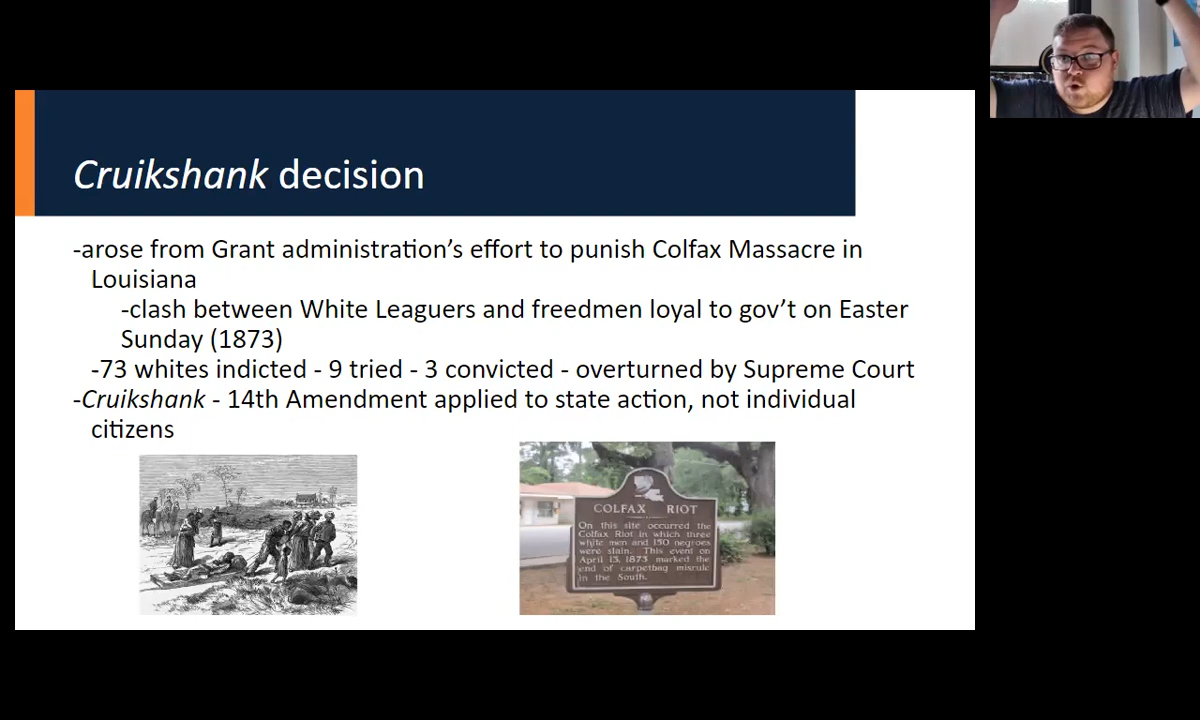 Cruikshank decision
-arose from Grant administration's effort to punish Colfax Massacre in
Louisiana
-clash between White Leaguers and freedmen loyal to gov't on Easter
Sunday (1873)
-73 whites indicted - 9 tried - 3 convicted - overturned by Supreme Court
-Cruikshank - 14th Amendment applied to state action, not individual
citizens
COLFAX RIOT
On this site occurred the
Colfax Riot in which three
white men and 150 negroes
were slain. This event on
April 13, 1873 marked the
end of carpetbag misrule
in the South.